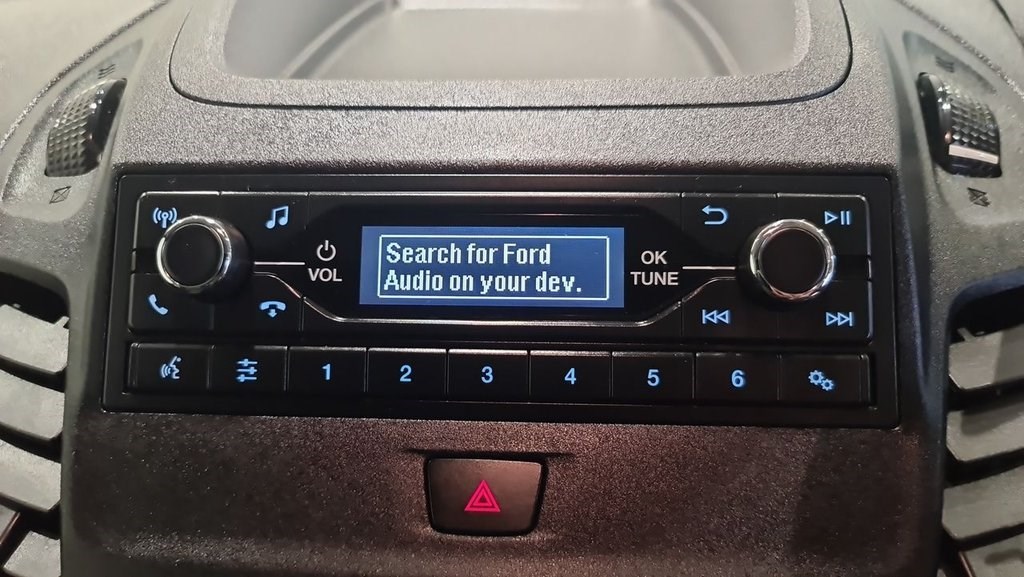 Search for Ford
Audio on your dev.
VOL
OK
TUNE
1 2 3 4 5 6